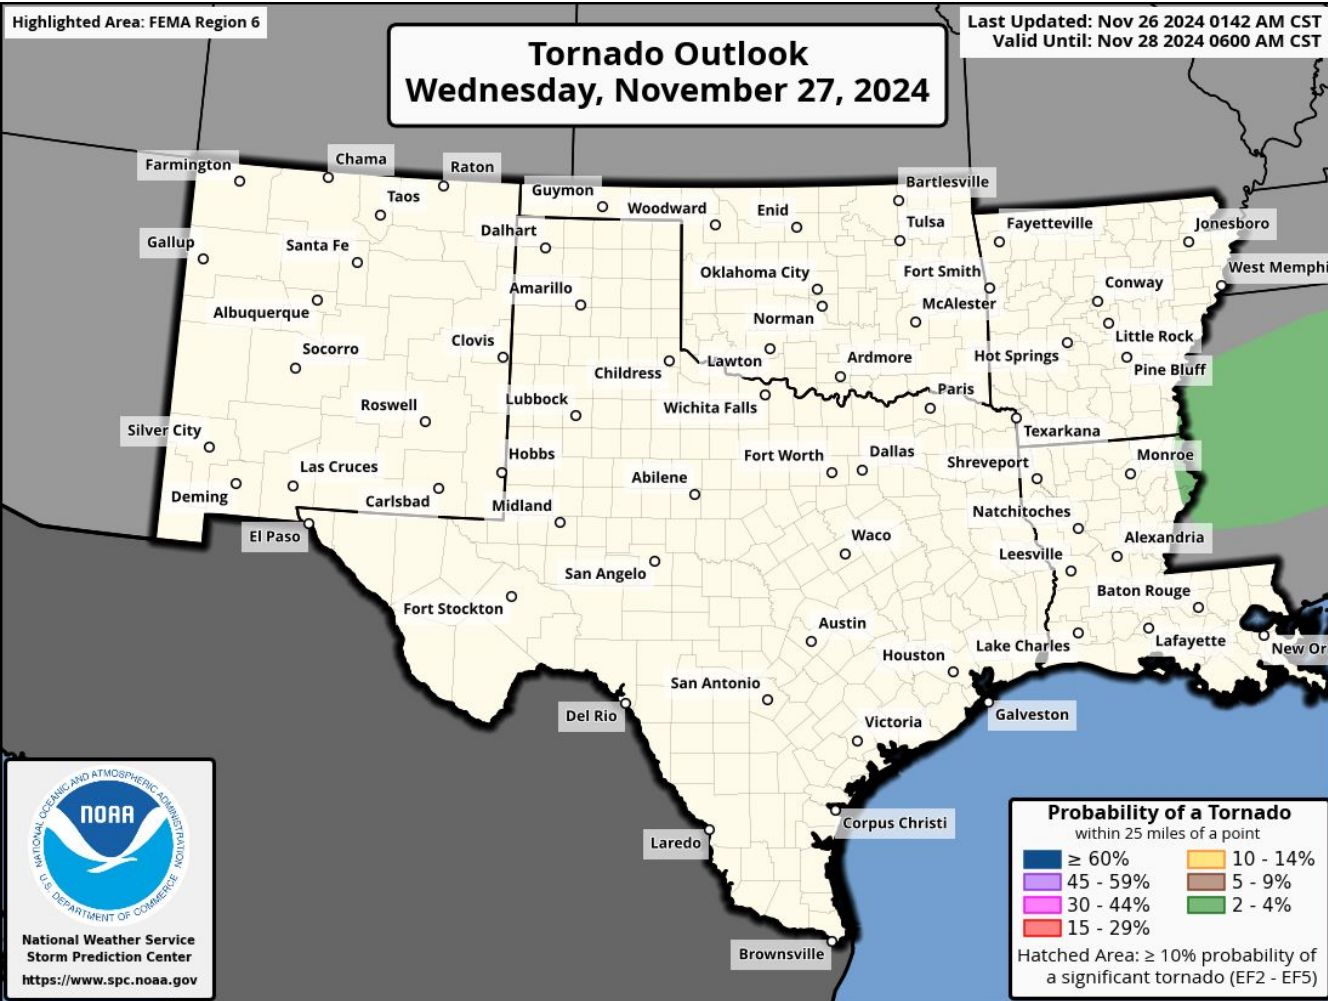 Highlighted Area: FEMA Region 6
Last Updated: Nov 26 2024 0142 AM CST
Valid Until: Nov 28 2024 0600 AM CST
Tornado Outlook
Wednesday, November 27, 2024
Farmington
Chama
Raton
Taos
Guymon
Woodward
Enid
Bartlesville
Tulsa
Fayetteville
Jonesboro
Gallup
Santa Fe
Dalhart
Oklahoma City
Fort Smith
West Memphi
Albuquerque
Amarillo
Norman
McAlester
Conway
Socorro
Clovis
Childress
Lawton
Ardmore
Hot Springs
Little Rock
Pine Bluff
Roswell
Lubbock
Wichita Falls
Paris
Texarkana
Silver City
Las Cruces
Hobbs
Abilene
Fort Worth
Dallas
Shreveport
Monroe
Deming
Carlsbad
Midland
Natchitoches
El Paso
San Angelo
Waco
Leesville
Alexandria
Fort Stockton
Baton Rouge
Austin
Houston
Lake Charles
Lafayette
New Or
San Antonio
Del Rio
Victoria
Galveston
Corpus Christi
Laredo
Brownsville
NATIONAL OCEANIC AND ATMOSPHERIC ADMINISTRATION
NOAA
U.S. DEPARTMENT OF COMMERCE
National Weather Service
Storm Prediction Center
https://www.spc.noaa.gov
Probability of a Tornado
within 25 miles of a point
≥ 60%
45 - 59%
30 - 44%
15 - 29%
10 - 14%
5 - 9%
2 - 4%
Hatched Area: ≥ 10% probability of
a significant tornado (EF2 - EF5)